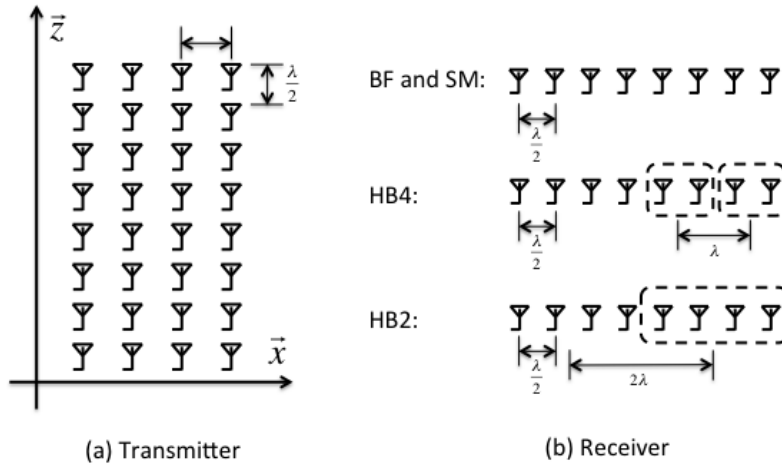 z
λ/2
x
(a) Transmitter
BF and SM:
λ/2
HB4:
λ/2
λ
HB2:
λ/2
2λ
(b) Receiver